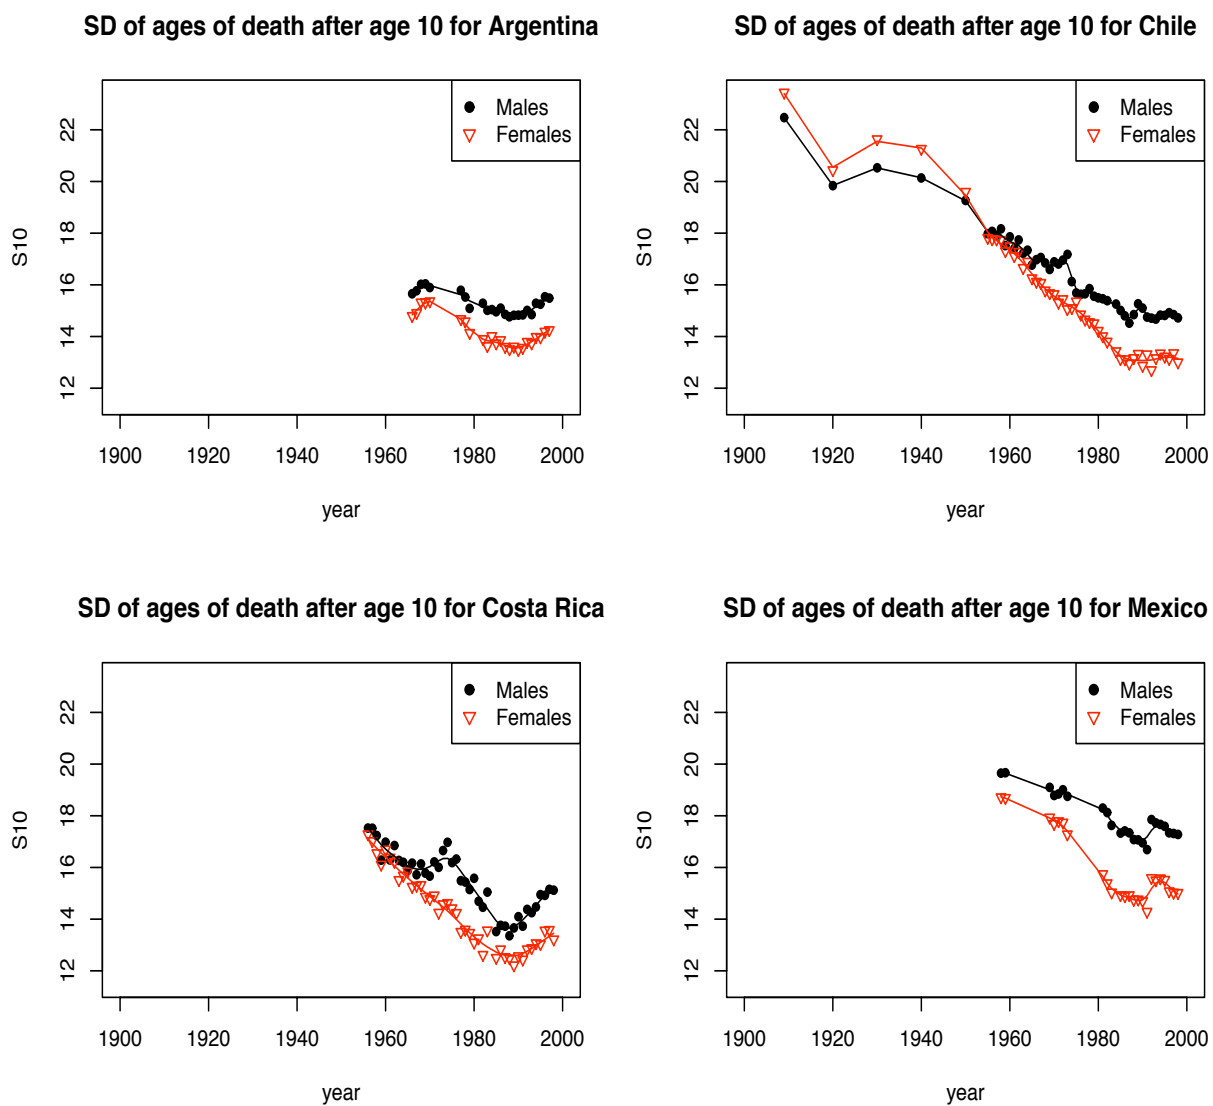 SD of ages of death after age 10 for Argentina
Males
Females
S10
22
20
18
16
14
12
1900 1920 1940 1960 1980 2000
year
SD of ages of death after age 10 for Chile
Males
Females
S10
22
20
18
16
14
12
1900 1920 1940 1960 1980 2000
year
SD of ages of death after age 10 for Costa Rica
Males
Females
S10
22
20
18
16
14
12
1900 1920 1940 1960 1980 2000
year
SD of ages of death after age 10 for Mexico
Males
Females
S10
22
20
18
16
14
12
1900 1920 1940 1960 1980 2000
year